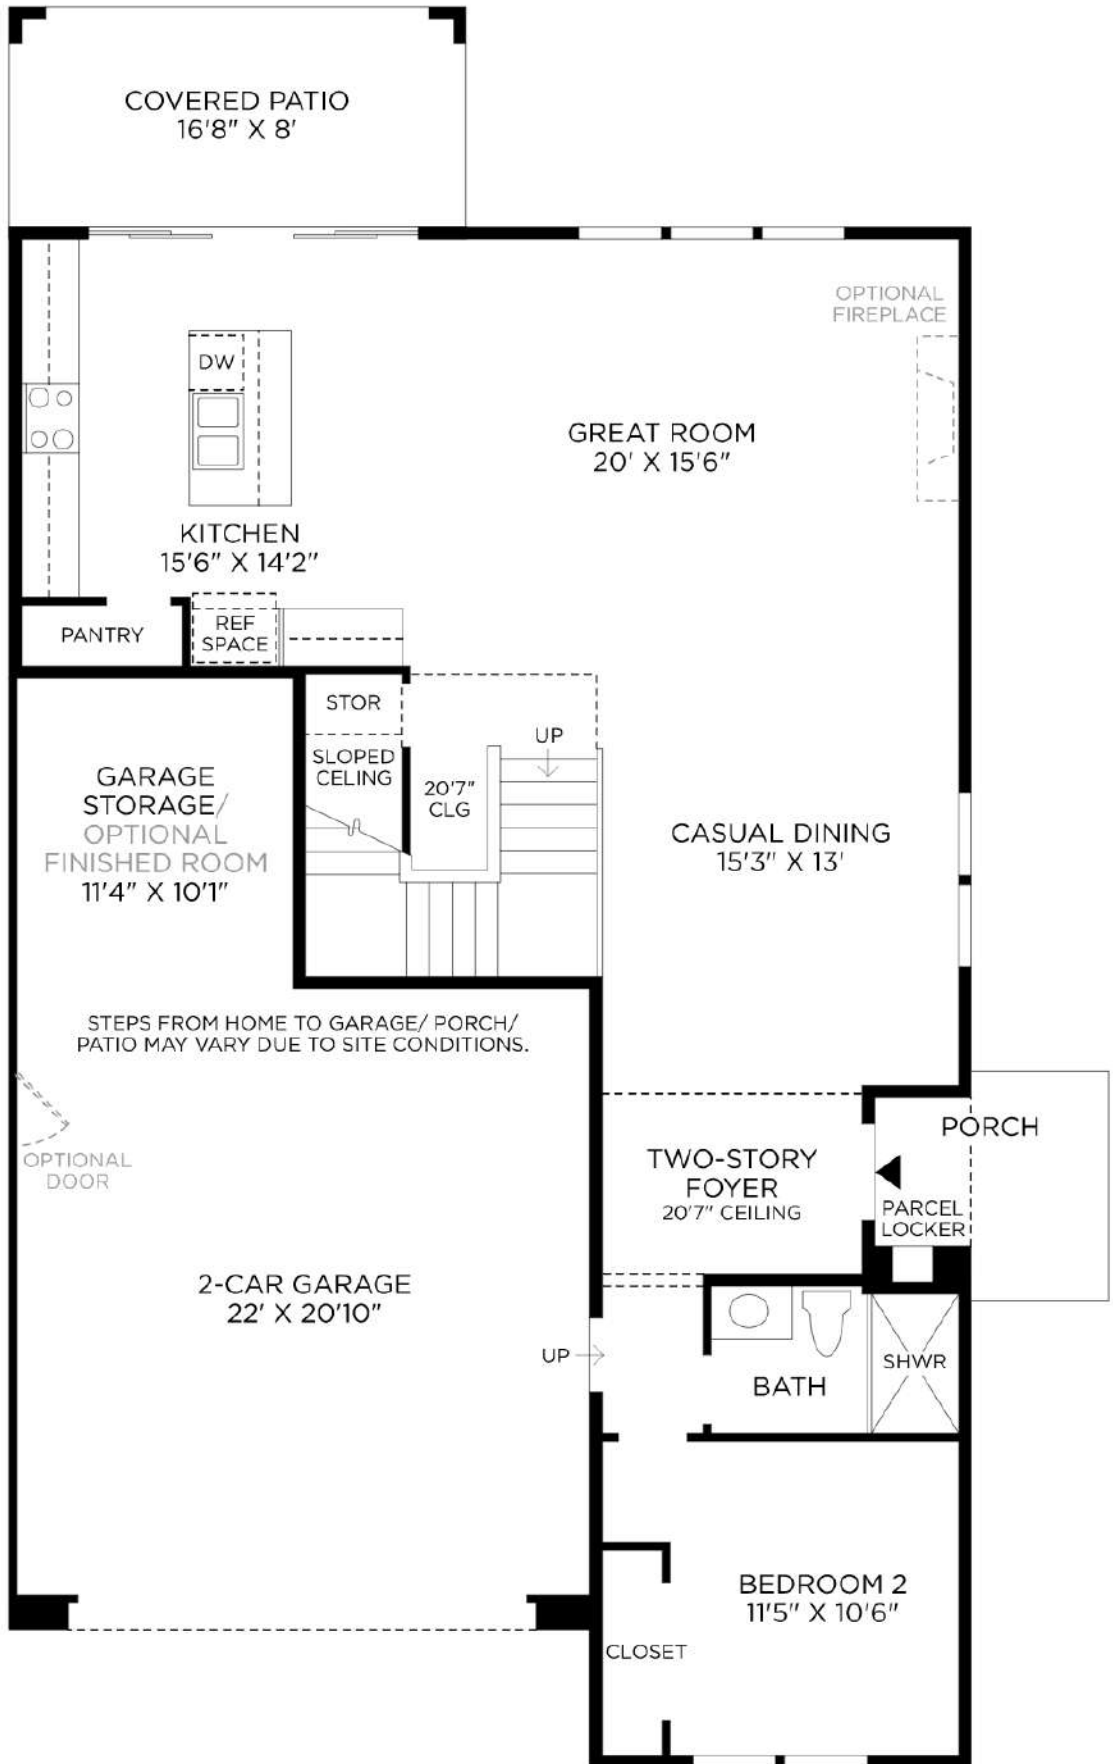 COVERED PATIO
16'8" X 8'
OPTIONAL
FIREPLACE
DW
GREAT ROOM
20' X 15'6"
KITCHEN
15'6" X 14'2"
PANTRY
REF
SPACE
STOR
SLOPED
CELING
20'7"
CLG
UP
GARAGE
STORAGE/
OPTIONAL
FINISHED ROOM
11'4" X 10'1"
CASUAL DINING
15'3" X 13'
STEPS FROM HOME TO GARAGE/ PORCH/
PATIO MAY VARY DUE TO SITE CONDITIONS.
OPTIONAL
DOOR
PORCH
TWO-STORY
FOYER
20'7" CEILING
PARCEL
LOCKER
2-CAR GARAGE
22' X 20'10"
UP
BATH
SHWR
BEDROOM 2
11'5" X 10'6"
CLOSET